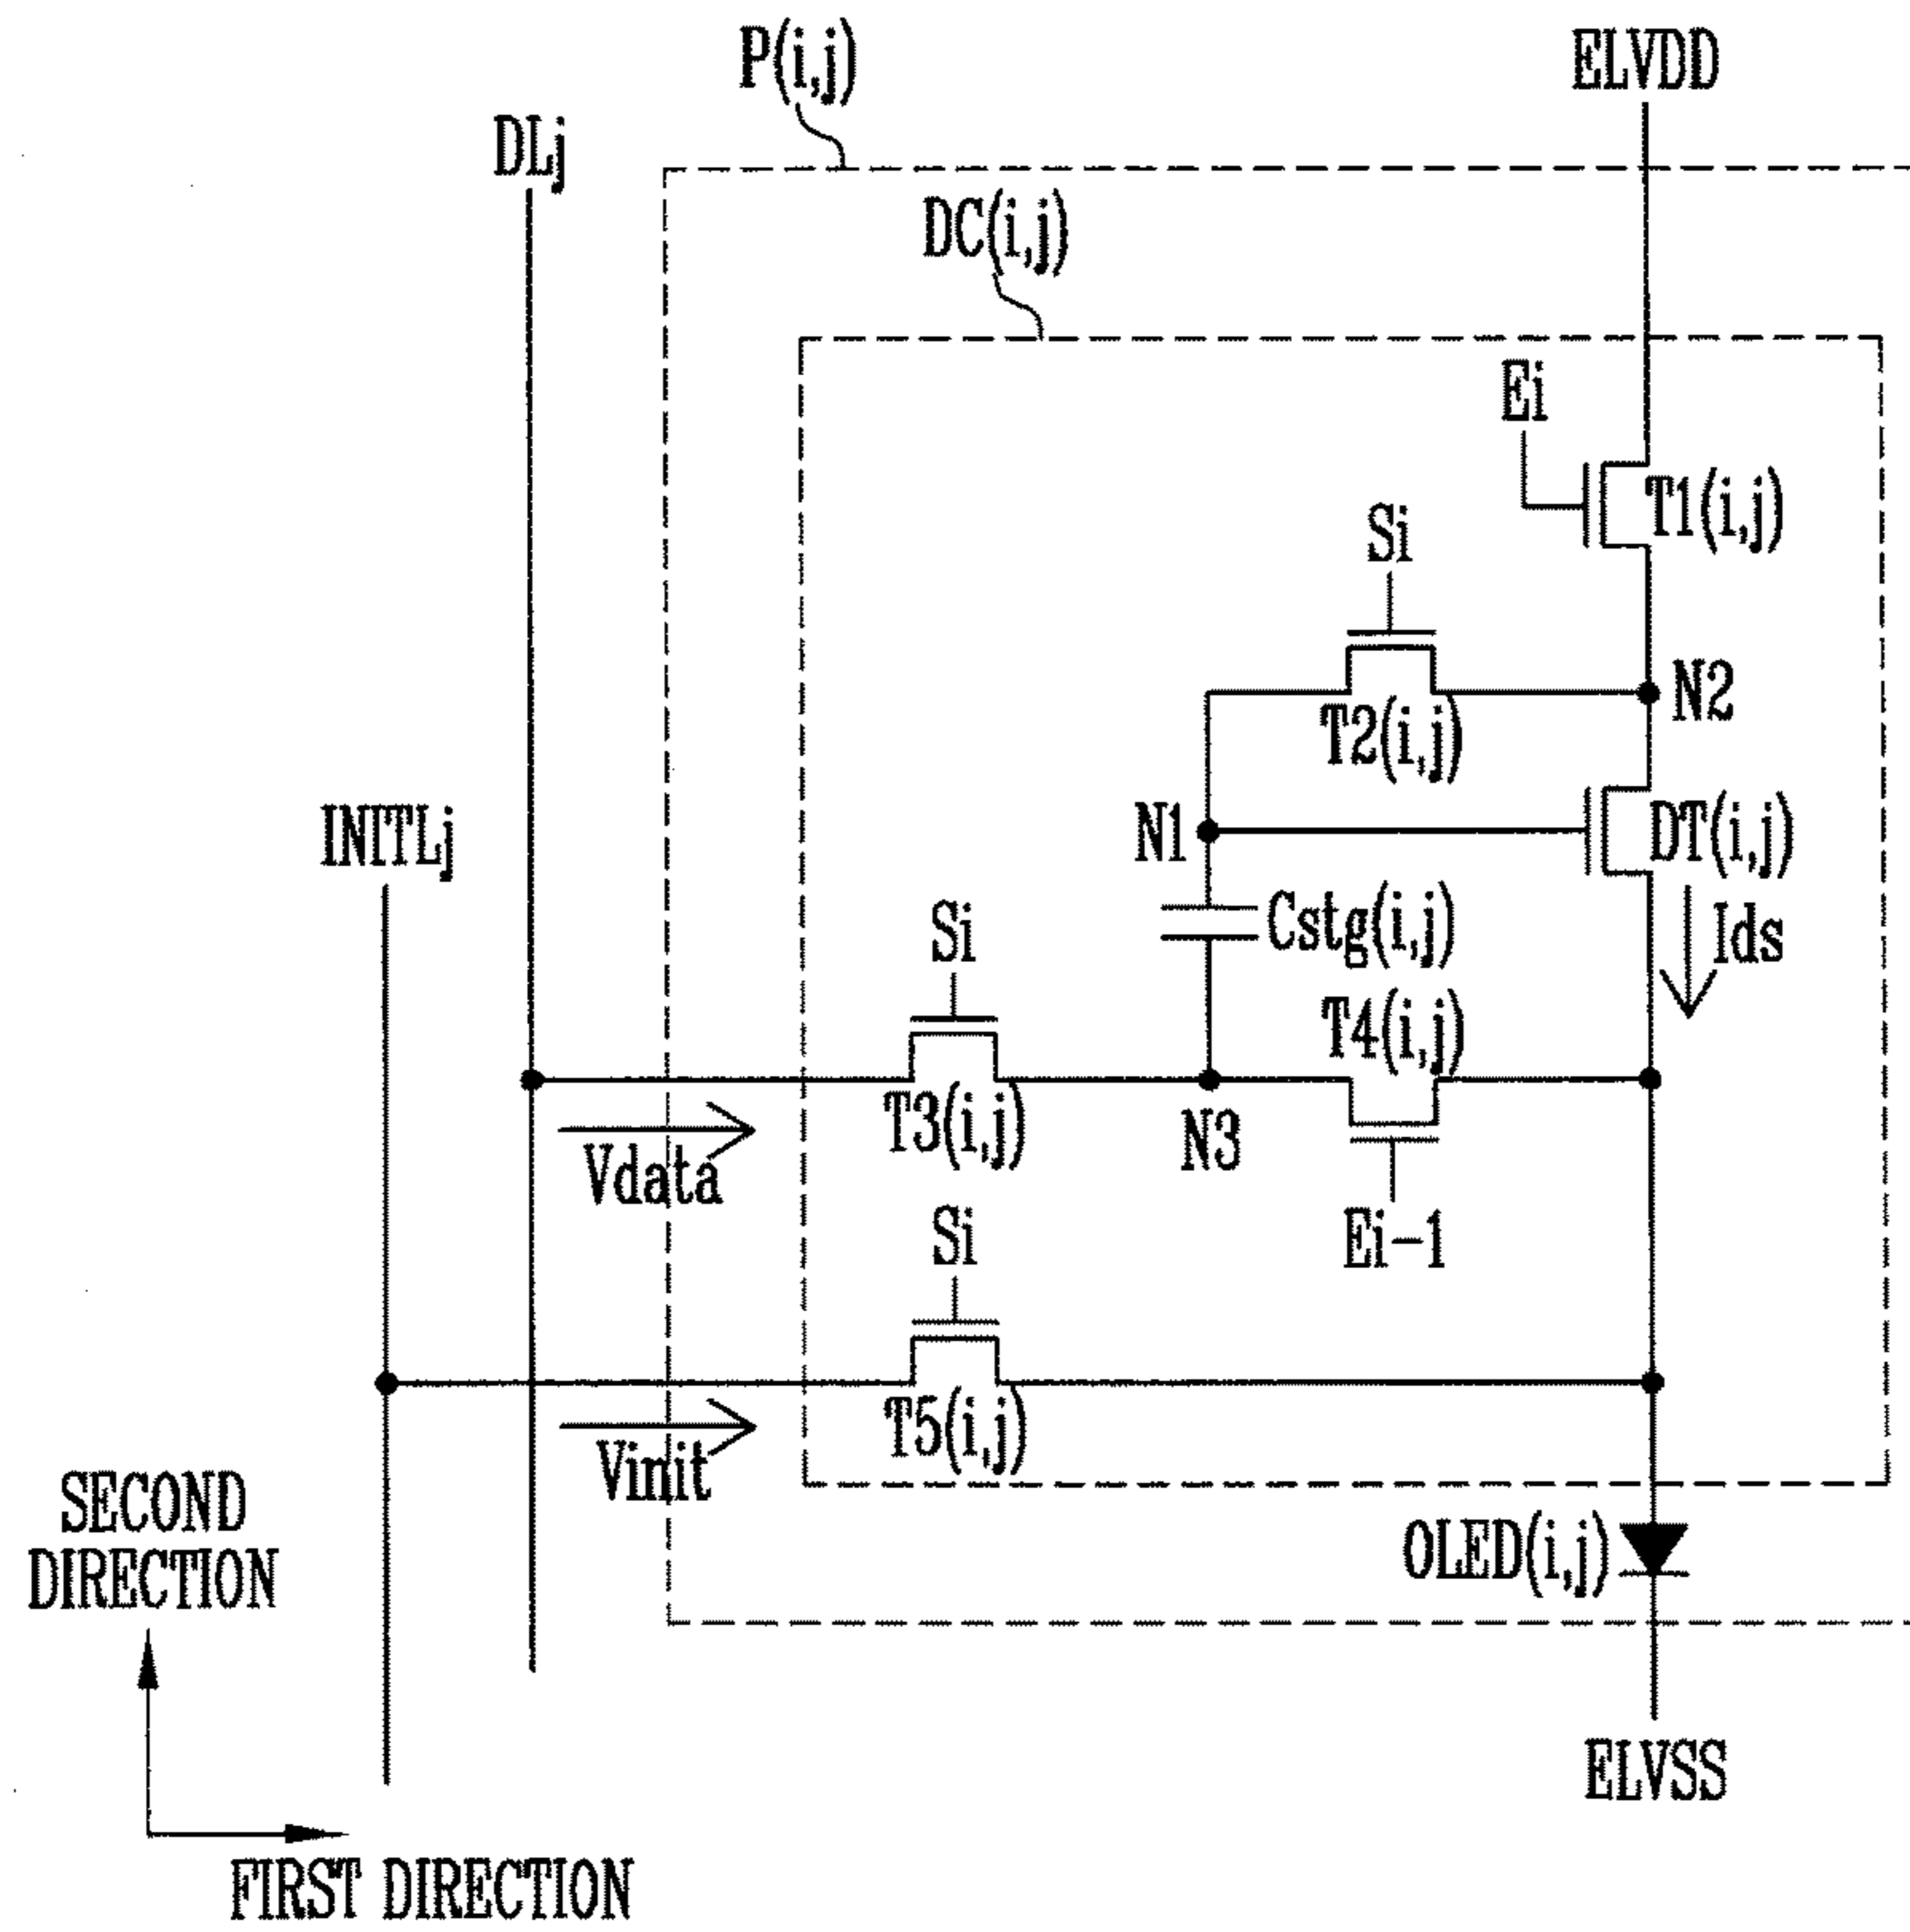 P(i,j)
ELVDD
DLj
DC(i,j)
Ei
T1(i,j)
Si
N2
T2(i,j)
INITLj
N1
DT(i,j)
Cstg(i,j)
Si
Ids
T4(i,j)
T3(i,j)
N3
Vdata
Si
Ei-1
T5(i,j)
Vinit
SECOND
DIRECTION
OLED(i,j)
ELVSS
FIRST DIRECTION